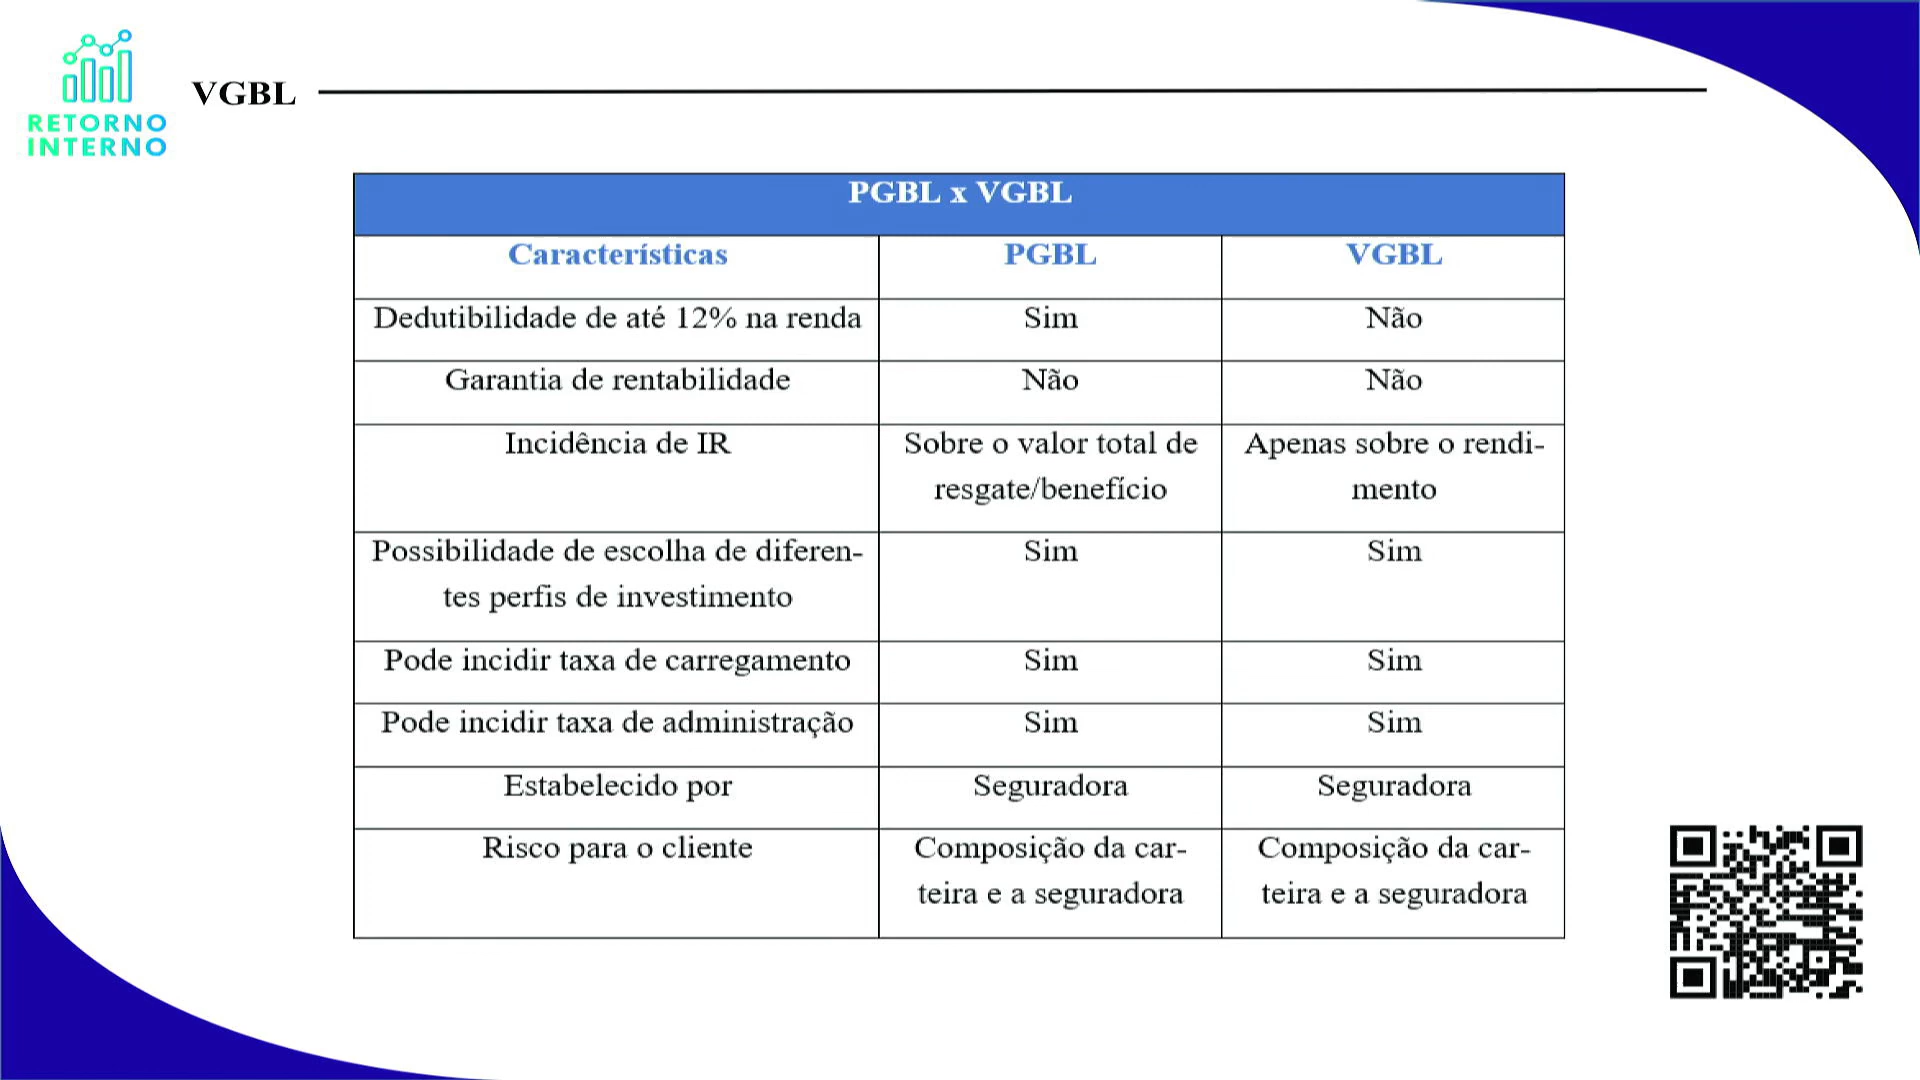 RETORNO
INTERNO
VGBL
PGBL x VGBL
Características PGBL VGBL
Dedutibilidade de até 12% na renda Sim Não
Garantia de rentabilidade Não Não
Incidência de IR Sobre o valor total de Apenas sobre o rendi-
resgate/benefício mento
Possibilidade de escolha de diferen- Sim Sim
tes perfis de investimento
Pode incidir taxa de carregamento Sim Sim
Pode incidir taxa de administração Sim Sim
Estabelecido por Seguradora Seguradora
Risco para o cliente Composição da car- Composição da car-
teira e a seguradora teira e a seguradora